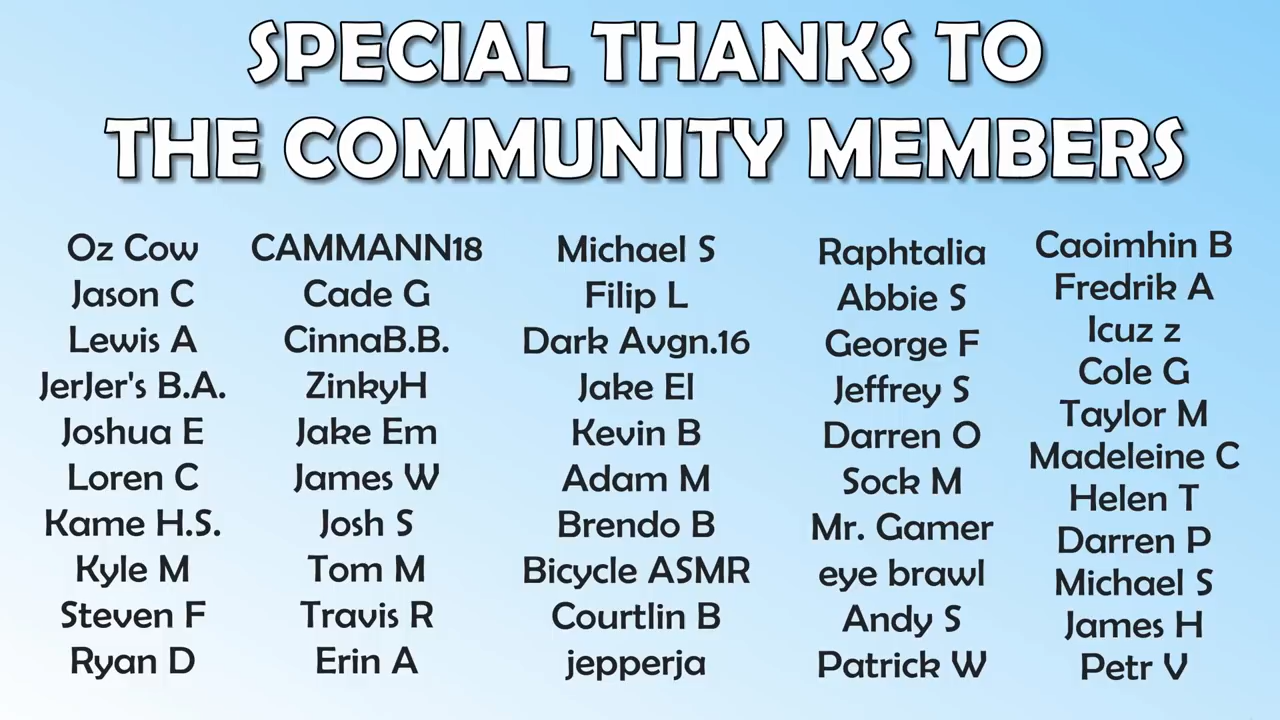 SPECIAL THANKS TO
THE COMMUNITY MEMBERS
Oz Cow
Jason C
Lewis A
JerJer's B.A.
Joshua E
Loren C
Kame H.S.
Kyle M
Steven F
Ryan D
CAMMANN18
Cade G
CinnaB.B.
ZinkyH
Jake Em
James W
Josh S
Tom M
Travis R
Erin A
Michael S
Filip L
Dark Avgn.16
Jake El
Kevin B
Adam M
Brendo B
Bicycle ASMR
Courtlin B
jepperja
Raphtalia
Abbie S
George F
Jeffrey S
Darren O
Sock M
Mr. Gamer
eye brawl
Andy S
Patrick W
Caoimhin B
Fredrik A
Icuz z
Cole G
Taylor M
Madeleine C
Helen T
Darren P
Michael S
James H
Petr V